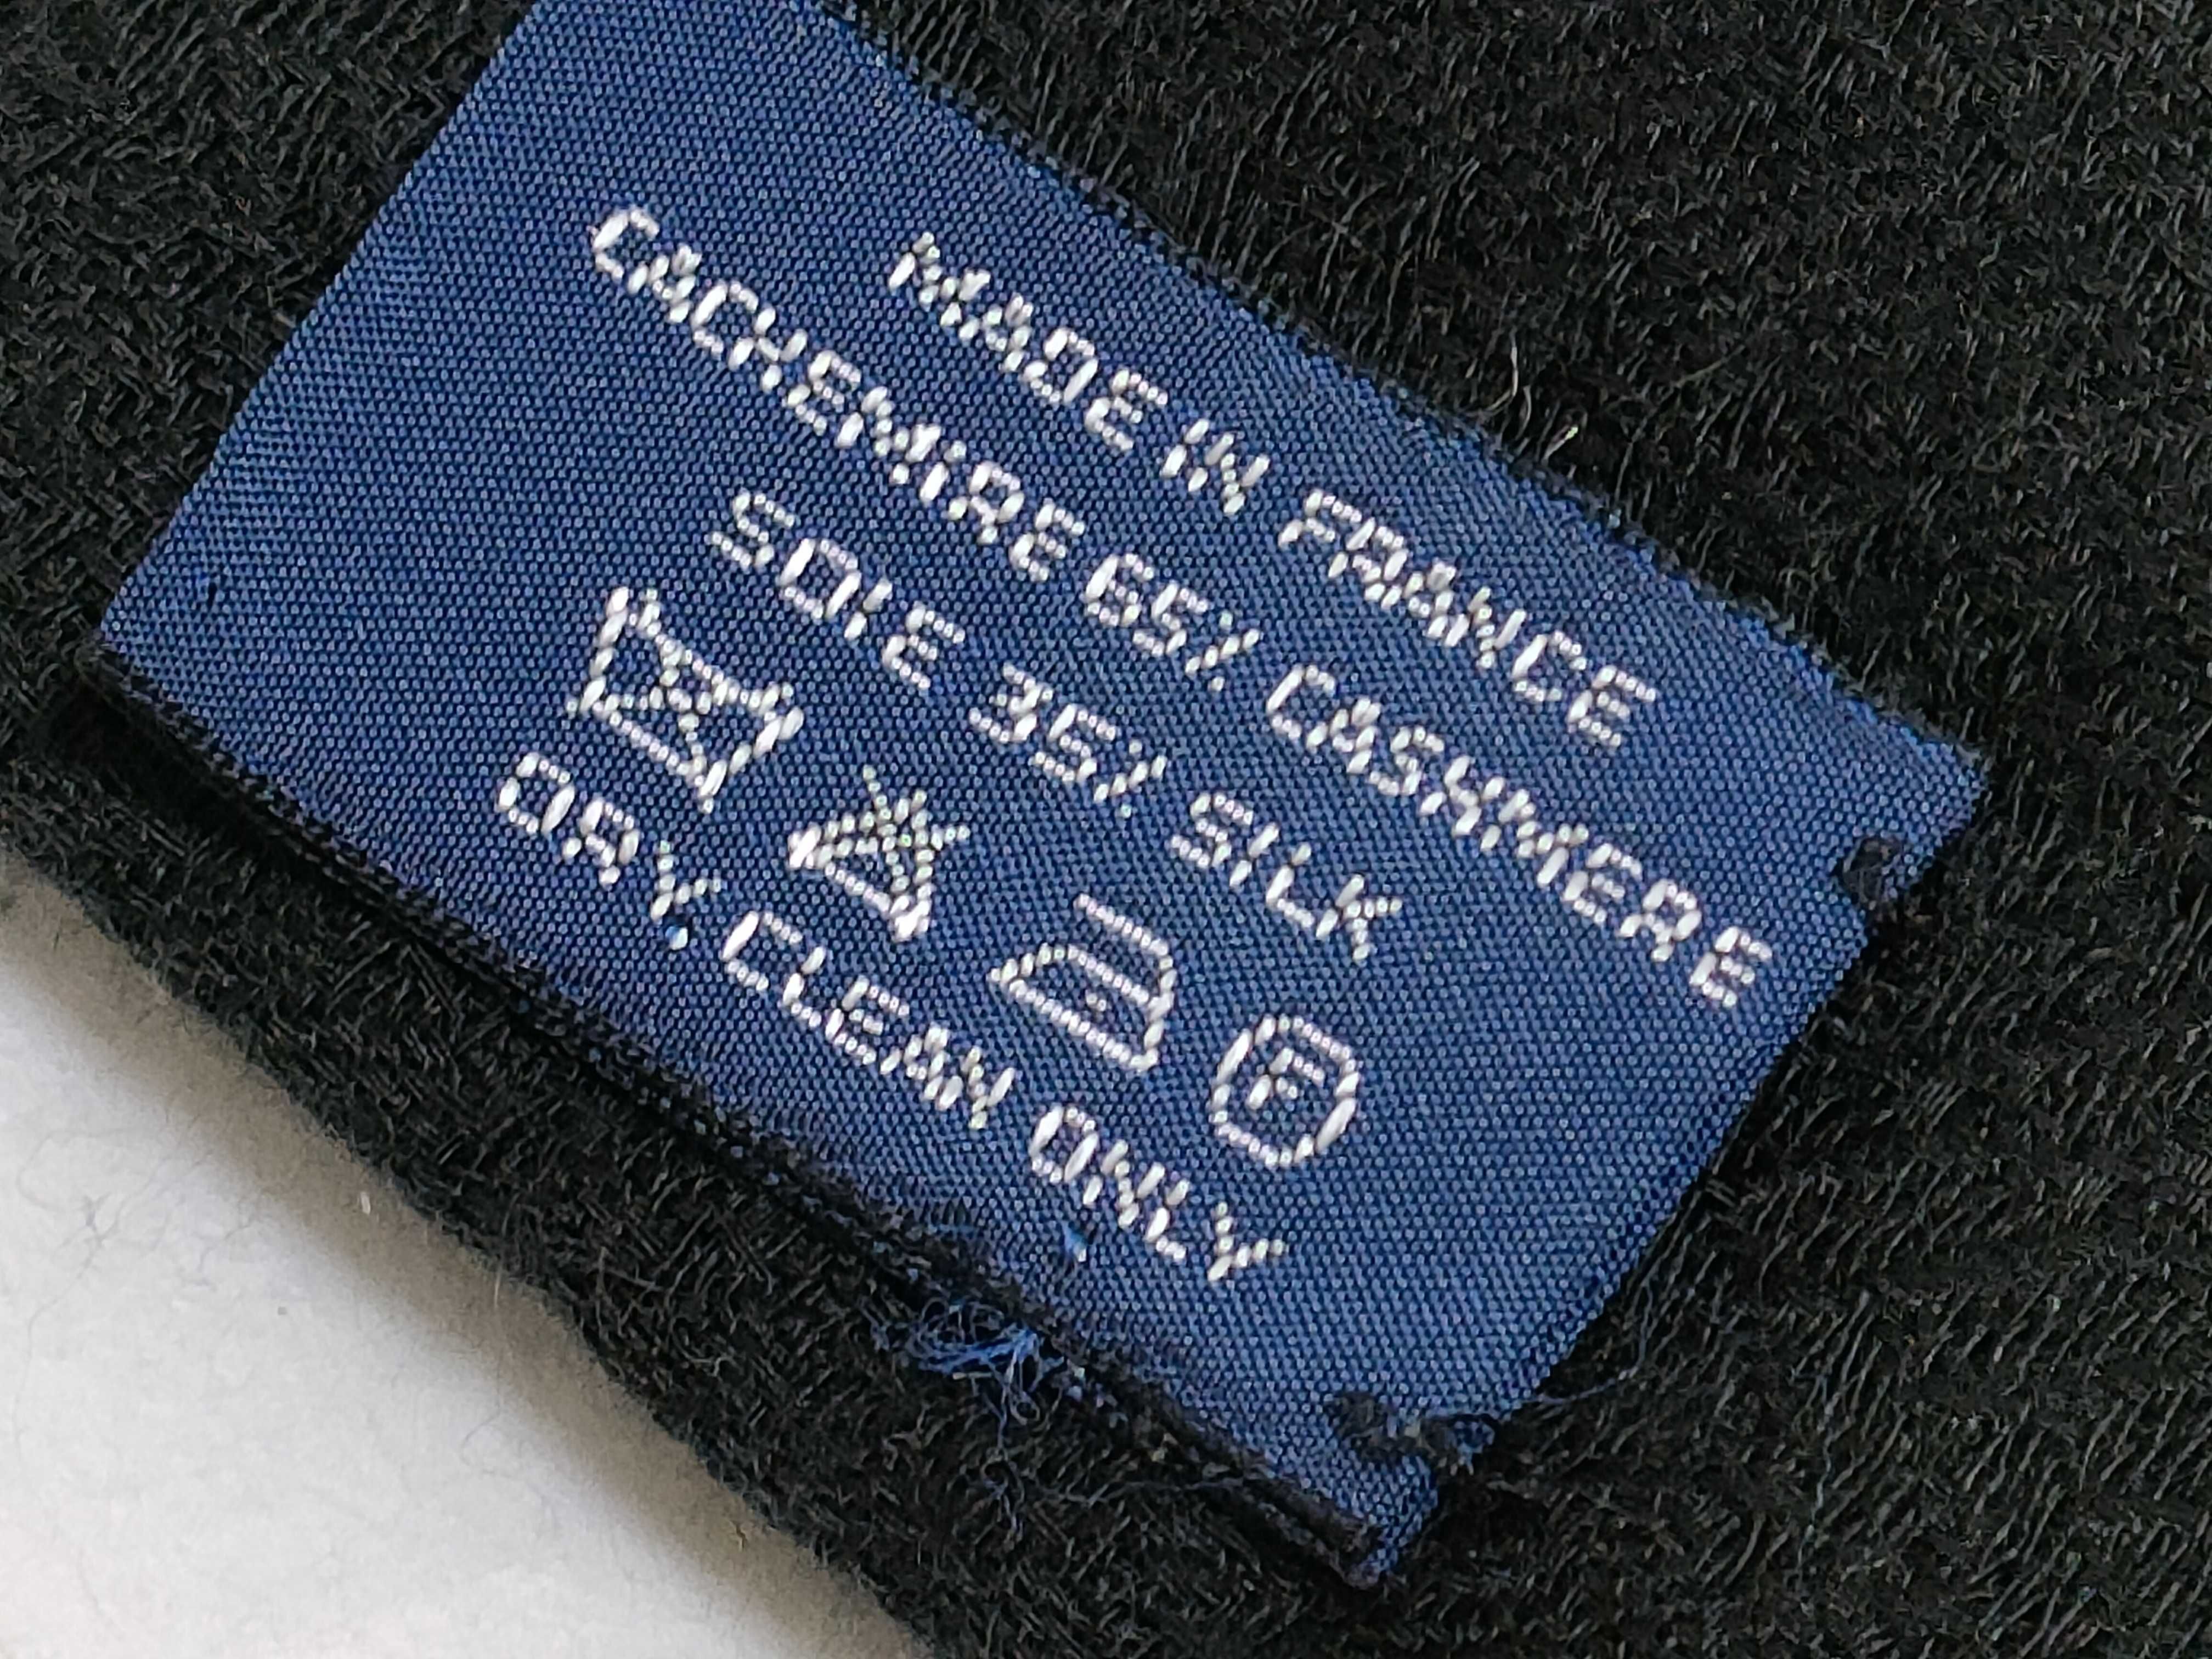 MADE IN FRANCE
CACHEMIRE 65% CASHMERE
SOIE 35% SILK
F
DRY CLEAN ONLY